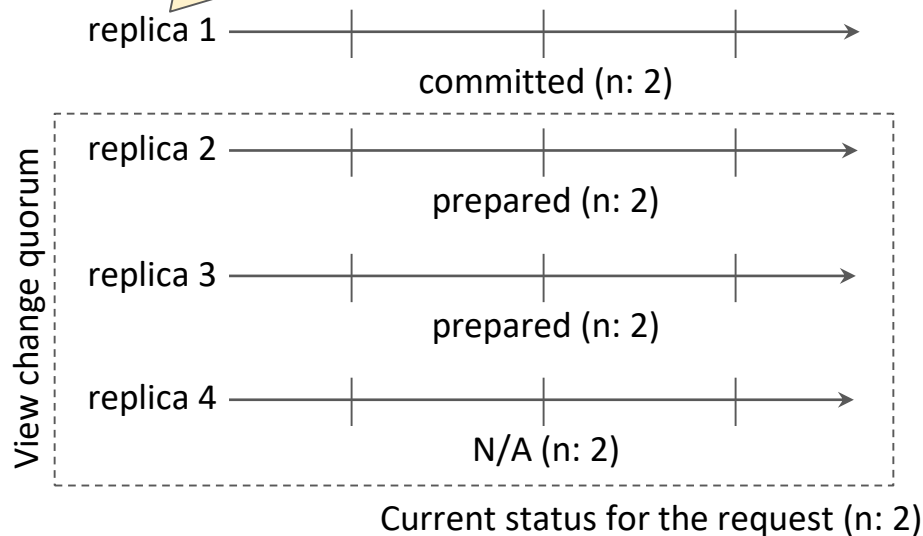 replica 1
committed (n: 2)
View change quorum
replica 2
prepared (n: 2)
replica 3
prepared (n: 2)
replica 4
N/A (n: 2)
Current status for the request (n: 2)